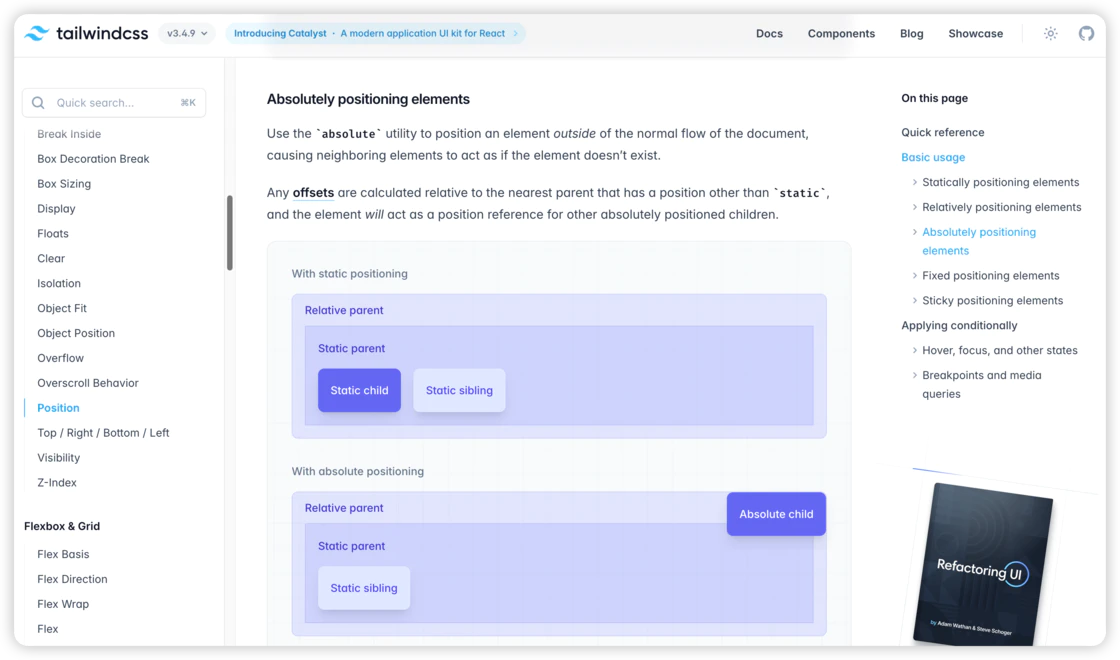 tailwindcss
v3.4.9
Introducing Catalyst · A modern application UI kit for React
Docs
Components
Blog
Showcase
Quick search...
⌘K
Break Inside
Box Decoration Break
Box Sizing
Display
Floats
Clear
Isolation
Object Fit
Object Position
Overflow
Overscroll Behavior
Position
Top / Right / Bottom / Left
Visibility
Z-Index
Flexbox & Grid
Flex Basis
Flex Direction
Flex Wrap
Flex
Absolutely positioning elements
Use the `absolute` utility to position an element outside of the normal flow of the document,
causing neighboring elements to act as if the element doesn’t exist.
Any offsets are calculated relative to the nearest parent that has a position other than `static`,
and the element will act as a position reference for other absolutely positioned children.
With static positioning
Relative parent
Static parent
Static child
Static sibling
With absolute positioning
Relative parent
Absolute child
Static parent
Static sibling
On this page
Quick reference
Basic usage
Statically positioning elements
Relatively positioning elements
Absolutely positioning
elements
Fixed positioning elements
Sticky positioning elements
Applying conditionally
Hover, focus, and other states
Breakpoints and media
queries
Refactoring UI
by Adam Wathan & Steve Schoger